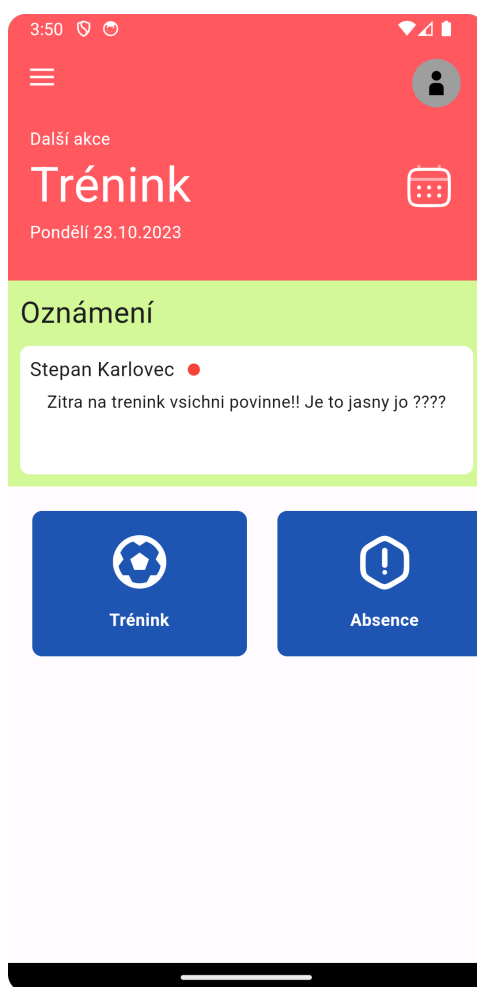 3:50
Další akce
Trénink
Pondělí 23.10.2023
Oznámení
Stepan Karlovec
Zitra na trenink vsichni povinne!! Je to jasny jo ????
Trénink
Absence